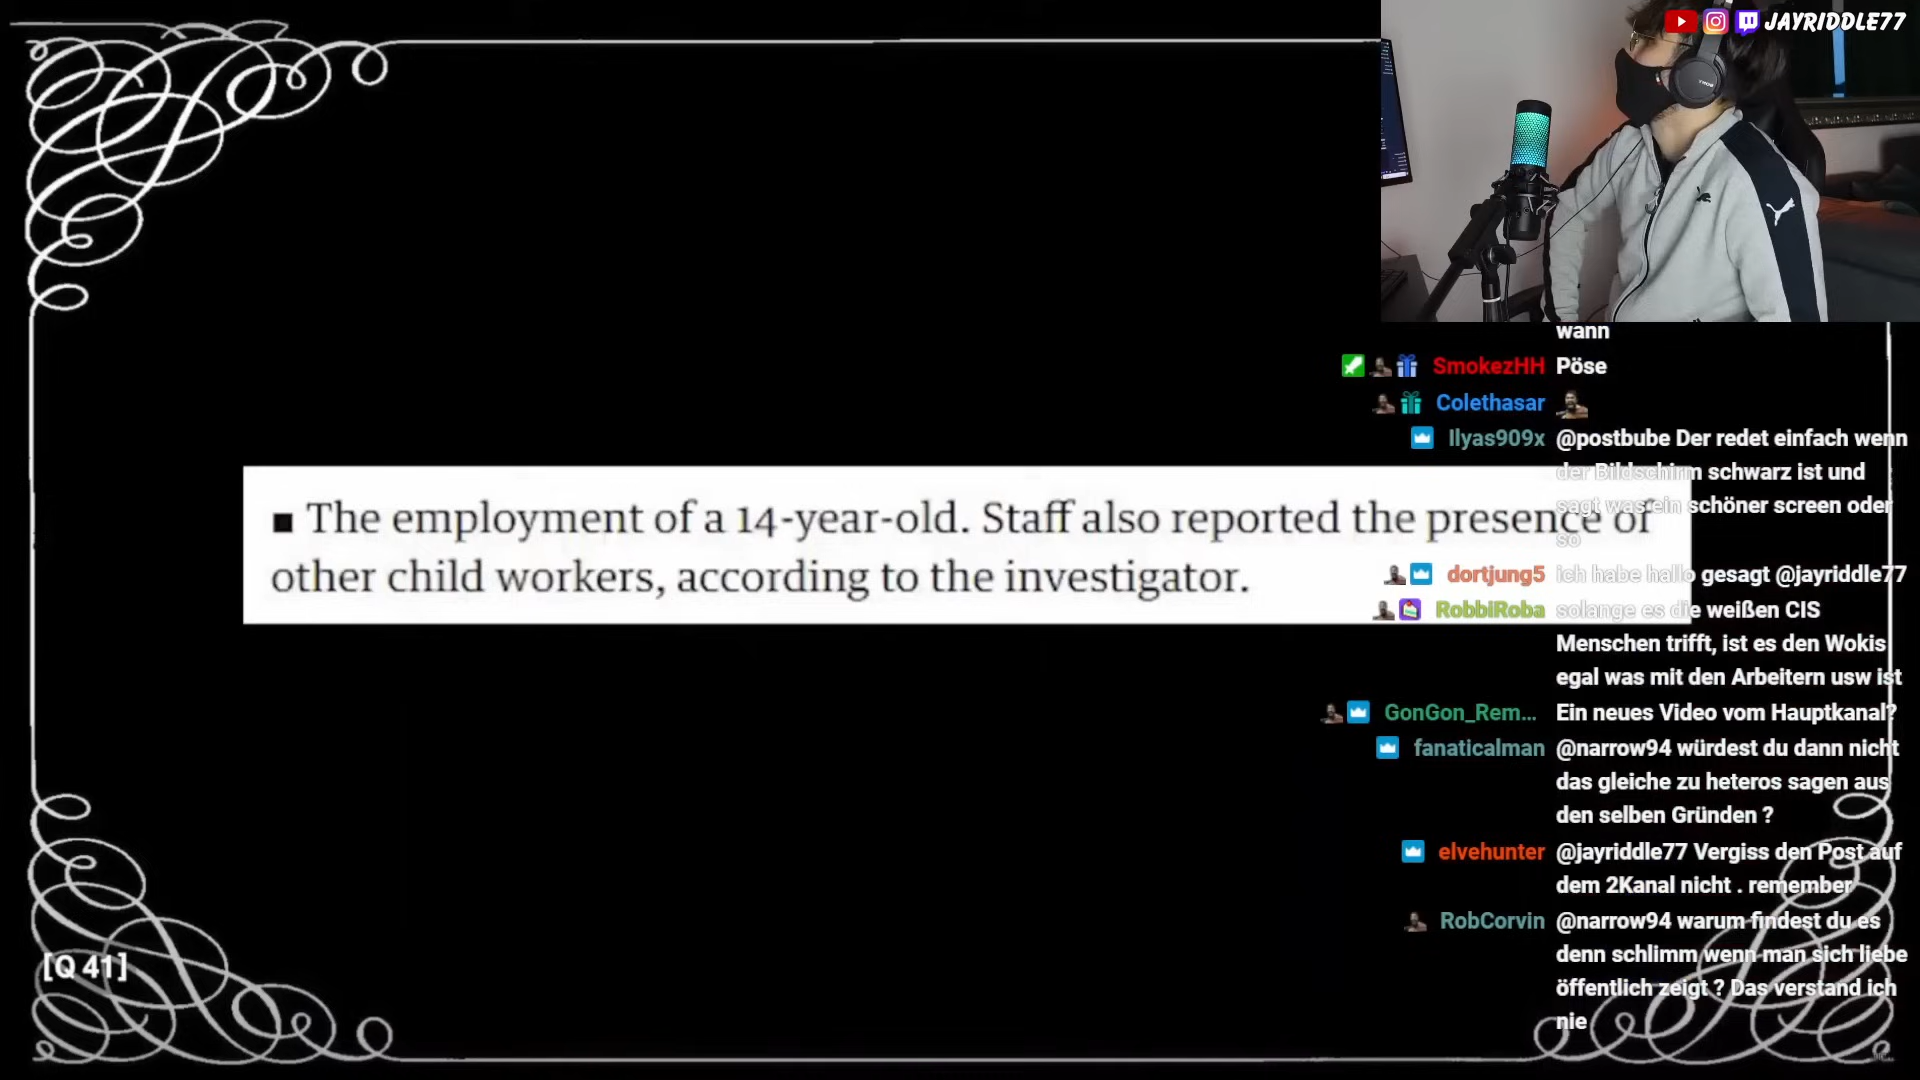 JAYRIDDLE77
wann
SmokezHH Pöse
Colethasar
Ilyas909x @postbube Der redet einfach wenn
der Bildschirm schwarz ist und
sagt was ein schöner screen oder
so
■ The employment of a 14-year-old. Staff also reported the presence of
other child workers, according to the investigator.
dortjung5 ich habe hallo gesagt @jayriddle77
RobbiRoba solange es die weißen CIS
Menschen trifft, ist es den Wokis
egal was mit den Arbeitern usw ist
GonGon_Rem... Ein neues Video vom Hauptkanal?
fanaticalman @narrow94 würdest du dann nicht
das gleiche zu heteros sagen aus
den selben Gründen ?
elvehunter @jayriddle77 Vergiss den Post auf
dem 2Kanal nicht . remember
RobCorvin @narrow94 warum findest du es
denn schlimm wenn man sich liebe
öffentlich zeigt ? Das verstand ich
nie
[Q 41]